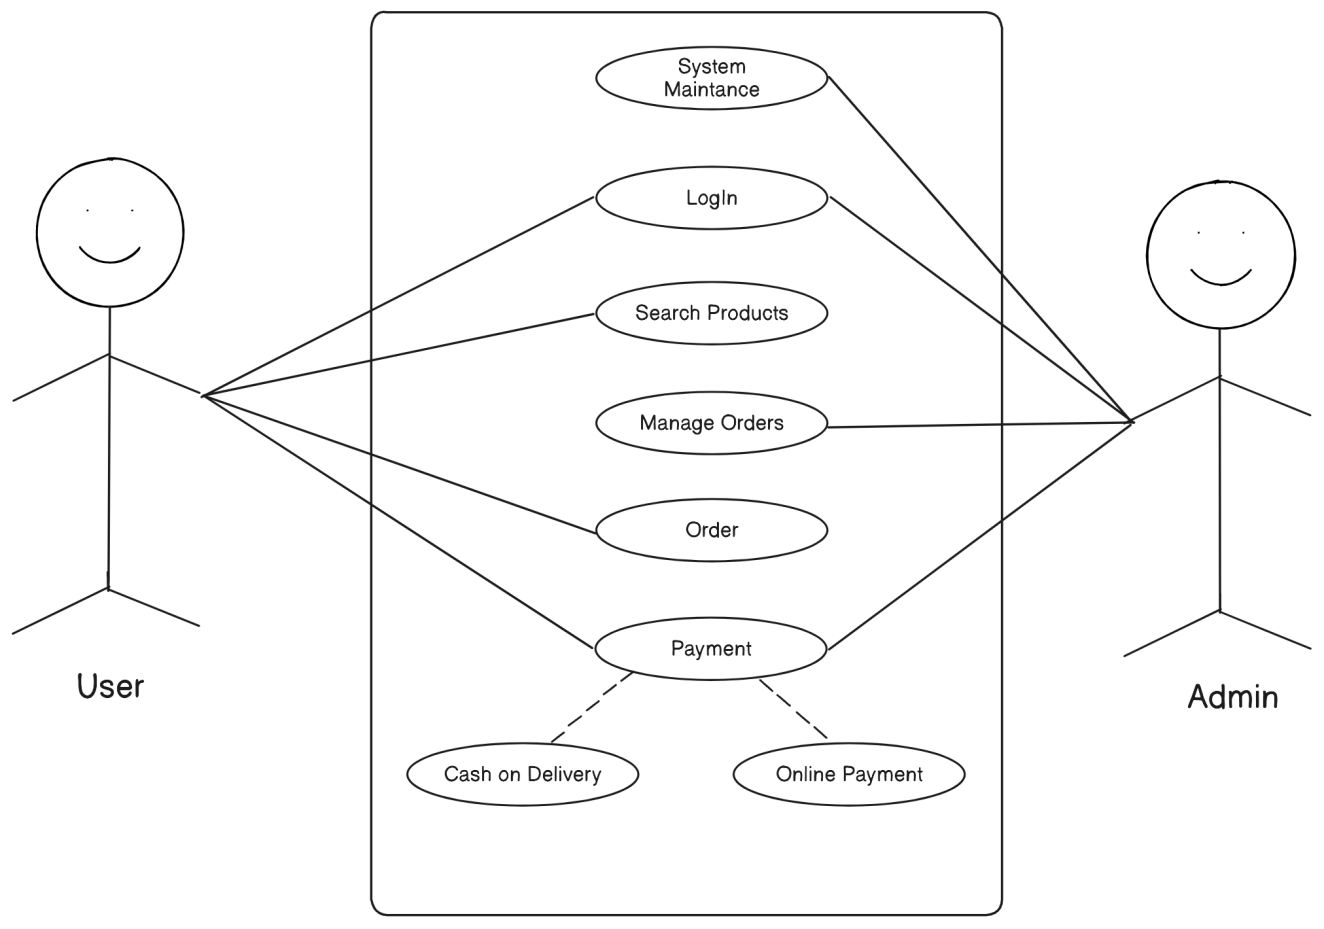 System
Maintance
LogIn
Search Products
Manage Orders
Order
Payment
Cash on Delivery
Online Payment
User
Admin